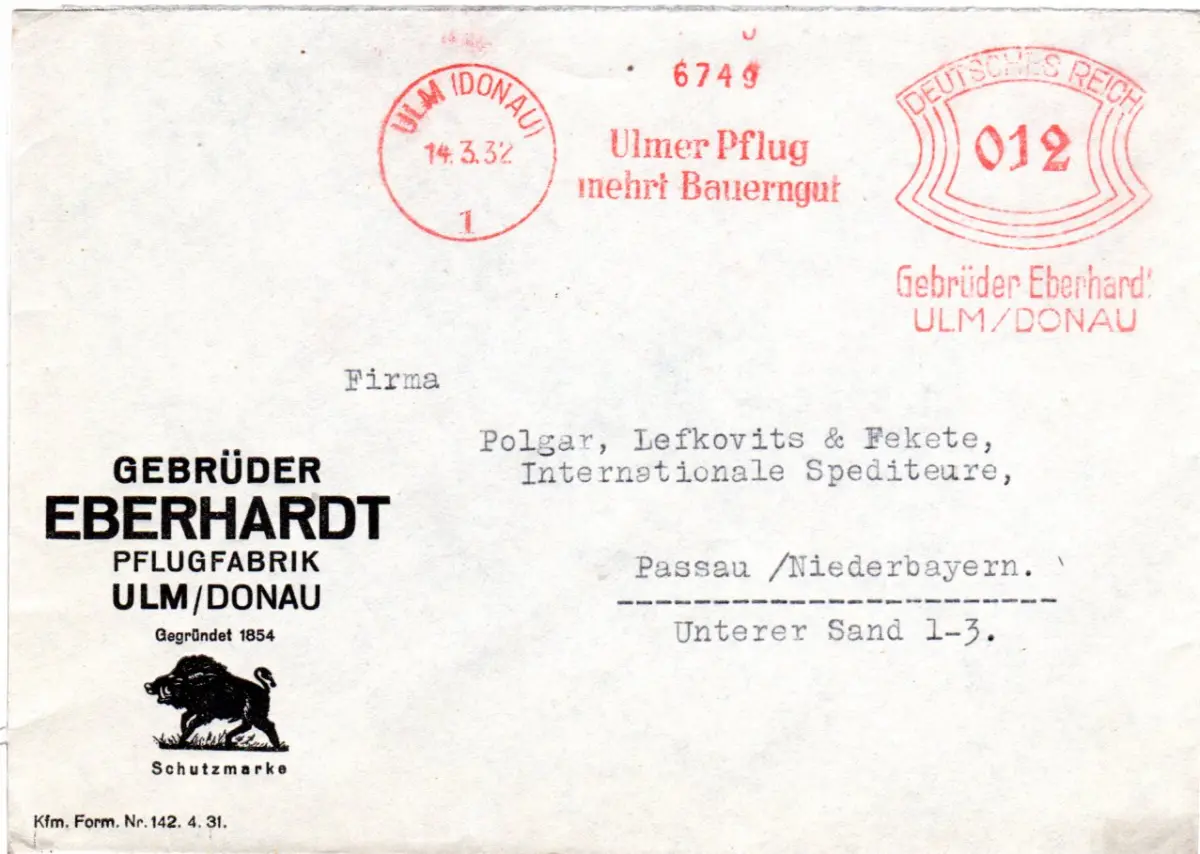 ULM (DONAU)
14.3.32
1
6749
Ulmer Pflug
mehrt Bauerngut
DEUTSCHES REICH
012
Gebrüder Eberhardt
ULM/DONAU
Firma
Polgar, Lefkovits & Fekete,
Internationale Spediteure,
Passau /Niederbayern.
Unterer Sand 1-3.
GEBRÜDER
EBERHARDT
PFLUGFABRIK
ULM/DONAU
Gegründet 1854
Schutzmarke
Kfm. Form. Nr. 142. 4. 31.